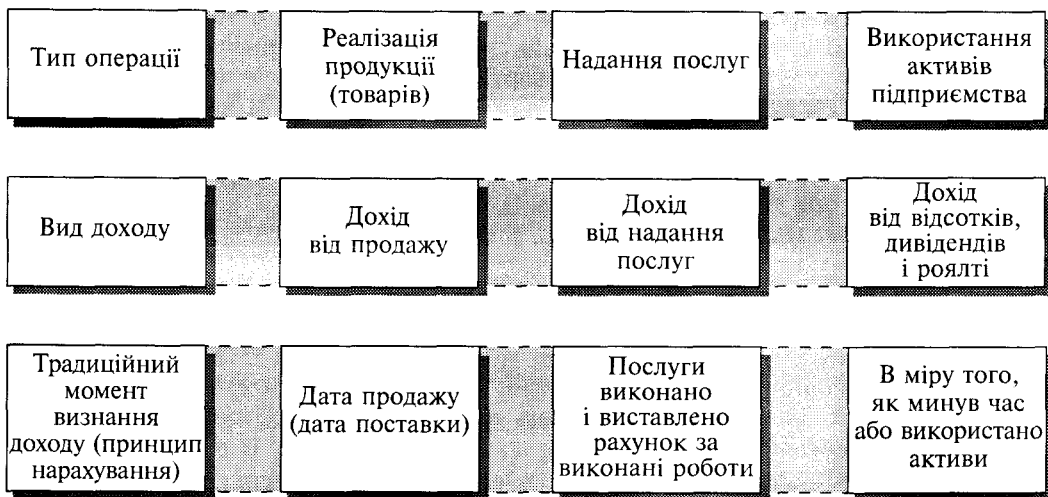 Тип операції
Реалізація
продукції
(товарів)
Надання послуг
Використання
активів
підприємства
Вид доходу
Дохід
від продажу
Дохід
від надання
послуг
Дохід
від відсотків,
дивідендів
і роялті
Традиційний
момент
визнання
доходу (принцип
нарахування)
Дата продажу
(дата поставки)
Послуги
виконано
і виставлено
рахунок за
виконані роботи
В міру того,
як минув час
або використано
активи